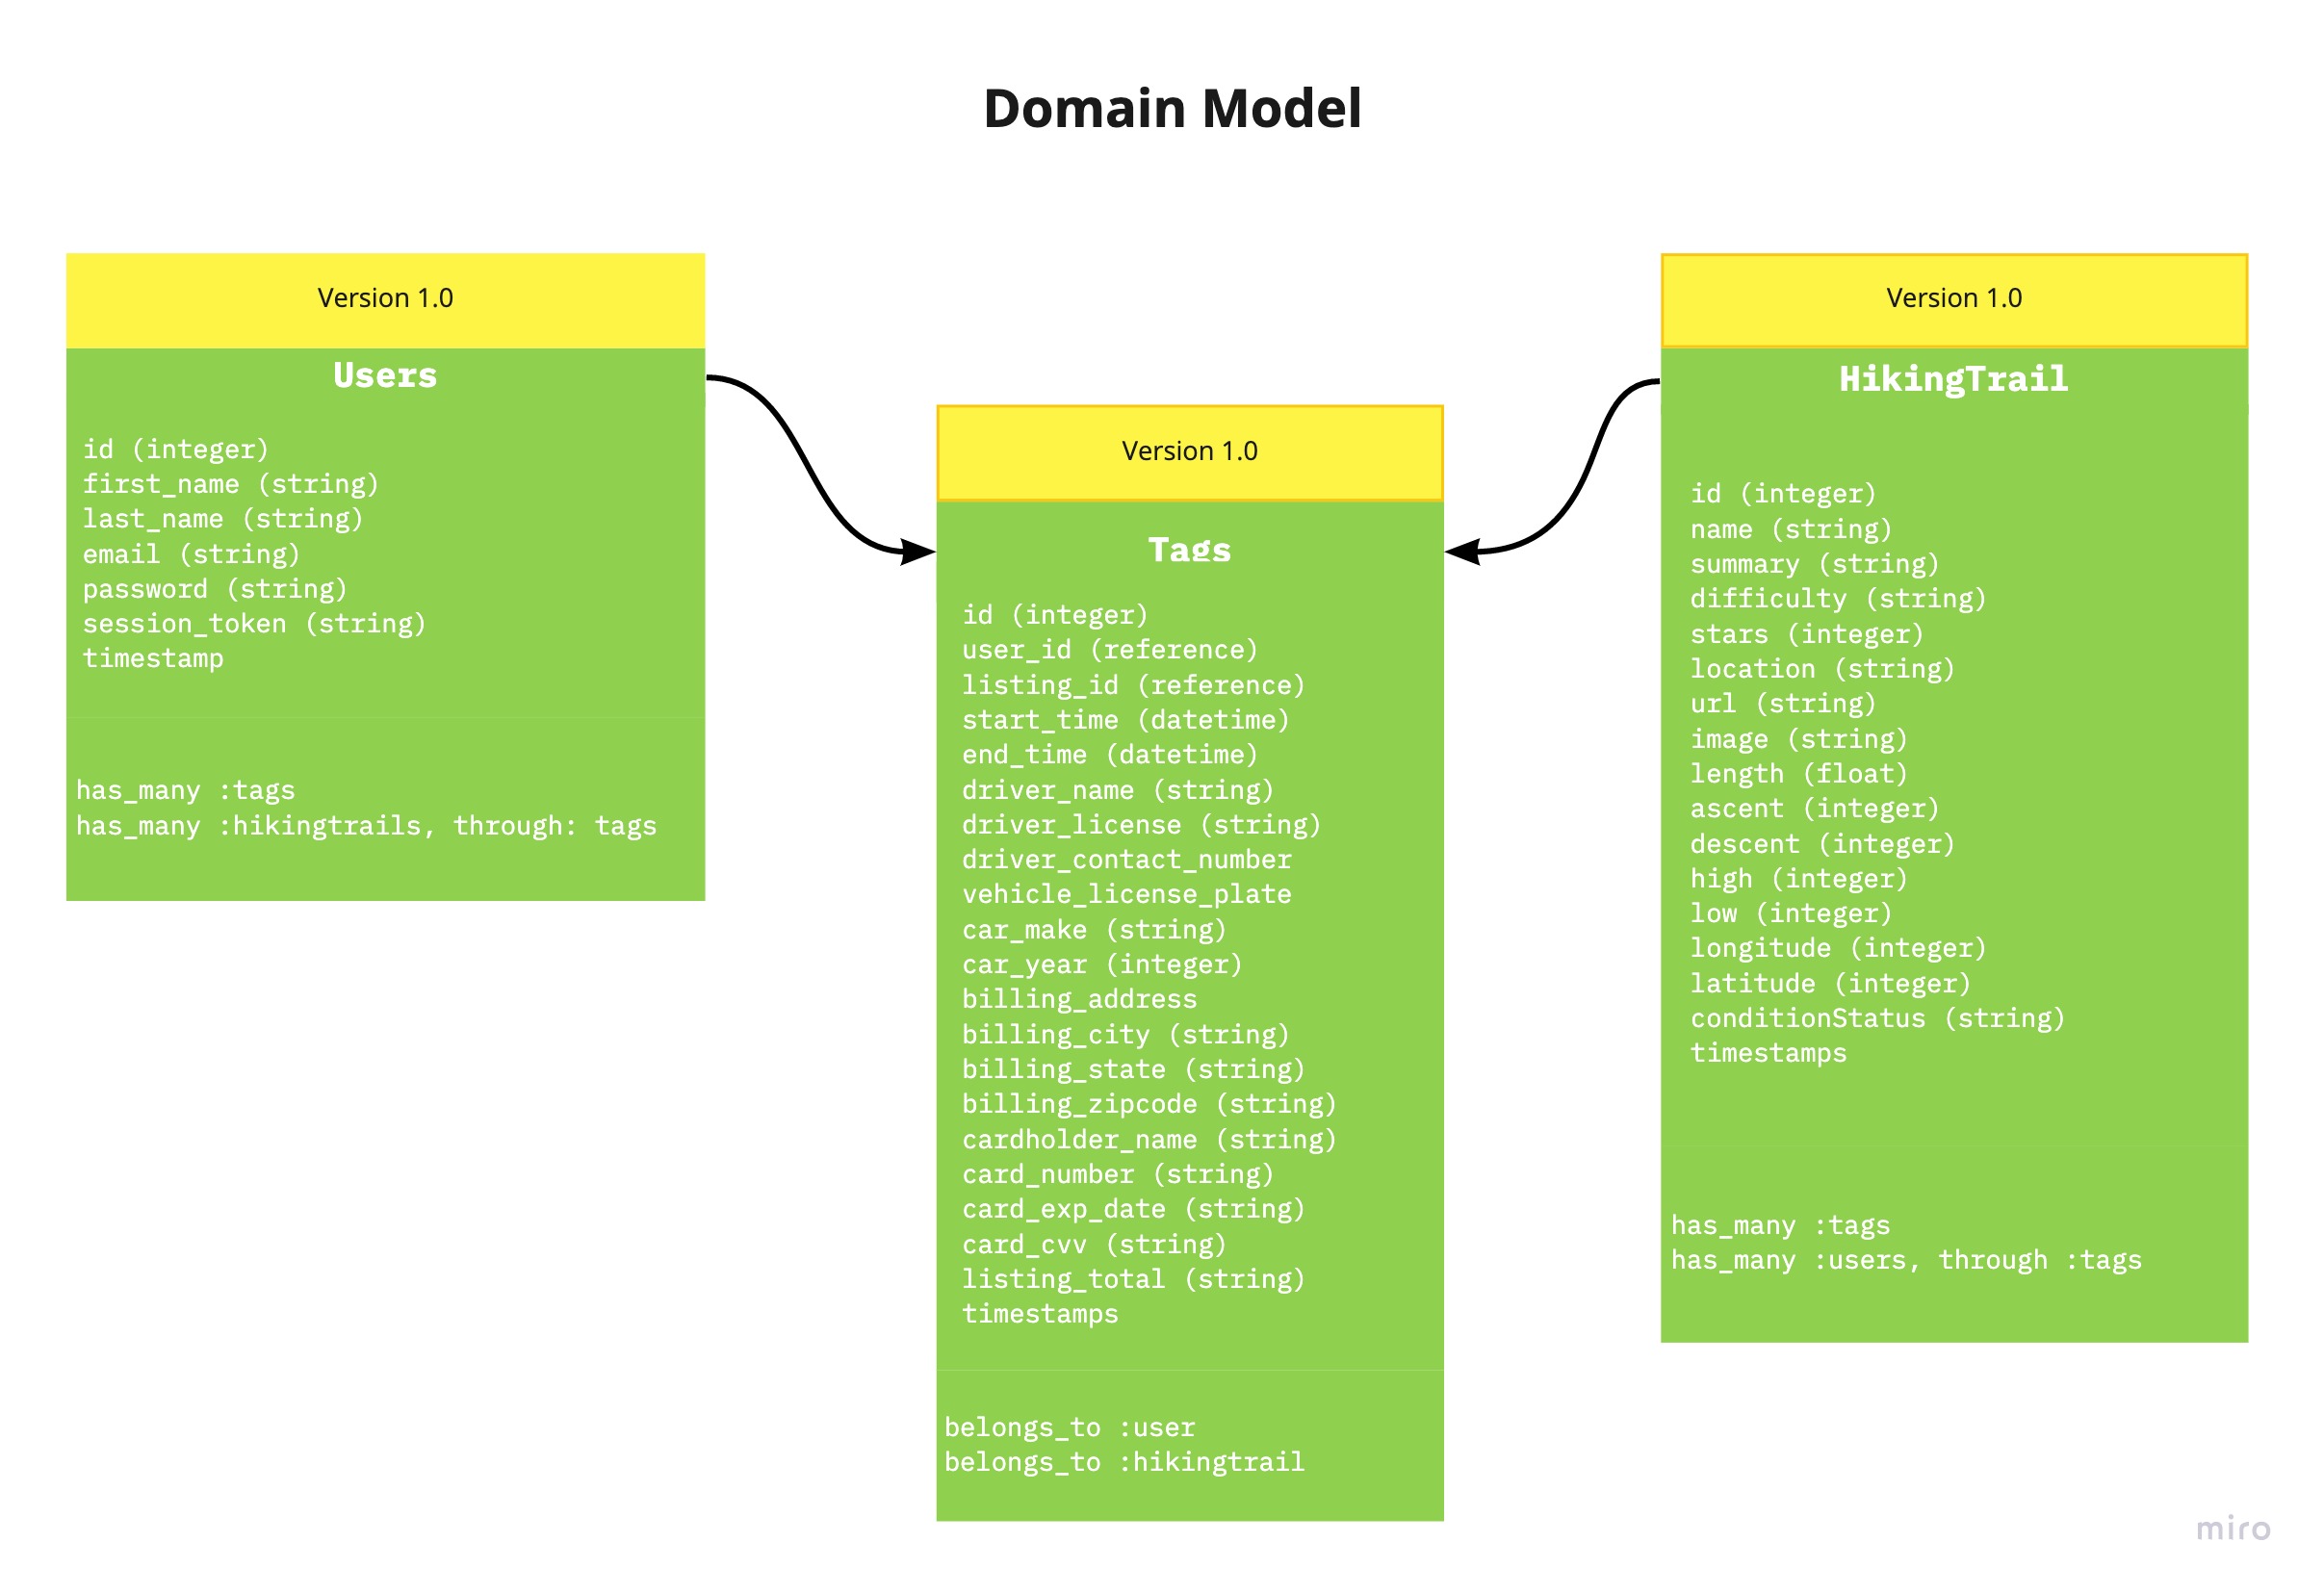 Domain Model
Version 1.0
Users
id (integer)
first_name (string)
last_name (string)
email (string)
password (string)
session_token (string)
timestamp
has_many :tags
has_many :hikingtrails, through: tags
Version 1.0
Tags
id (integer)
user_id (reference)
listing_id (reference)
start_time (datetime)
end_time (datetime)
driver_name (string)
driver_license (string)
driver_contact_number
vehicle_license_plate
car_make (string)
car_year (integer)
billing_address
billing_city (string)
billing_state (string)
billing_zipcode (string)
cardholder_name (string)
card_number (string)
card_exp_date (string)
card_cvv (string)
listing_total (string)
timestamps
belongs_to :user
belongs_to :hikingtrail
Version 1.0
HikingTrail
id (integer)
name (string)
summary (string)
difficulty (string)
stars (integer)
location (string)
url (string)
image (string)
length (float)
ascent (integer)
descent (integer)
high (integer)
low (integer)
longitude (integer)
latitude (integer)
conditionStatus (string)
timestamps
has_many :tags
has_many :users, through :tags
miro